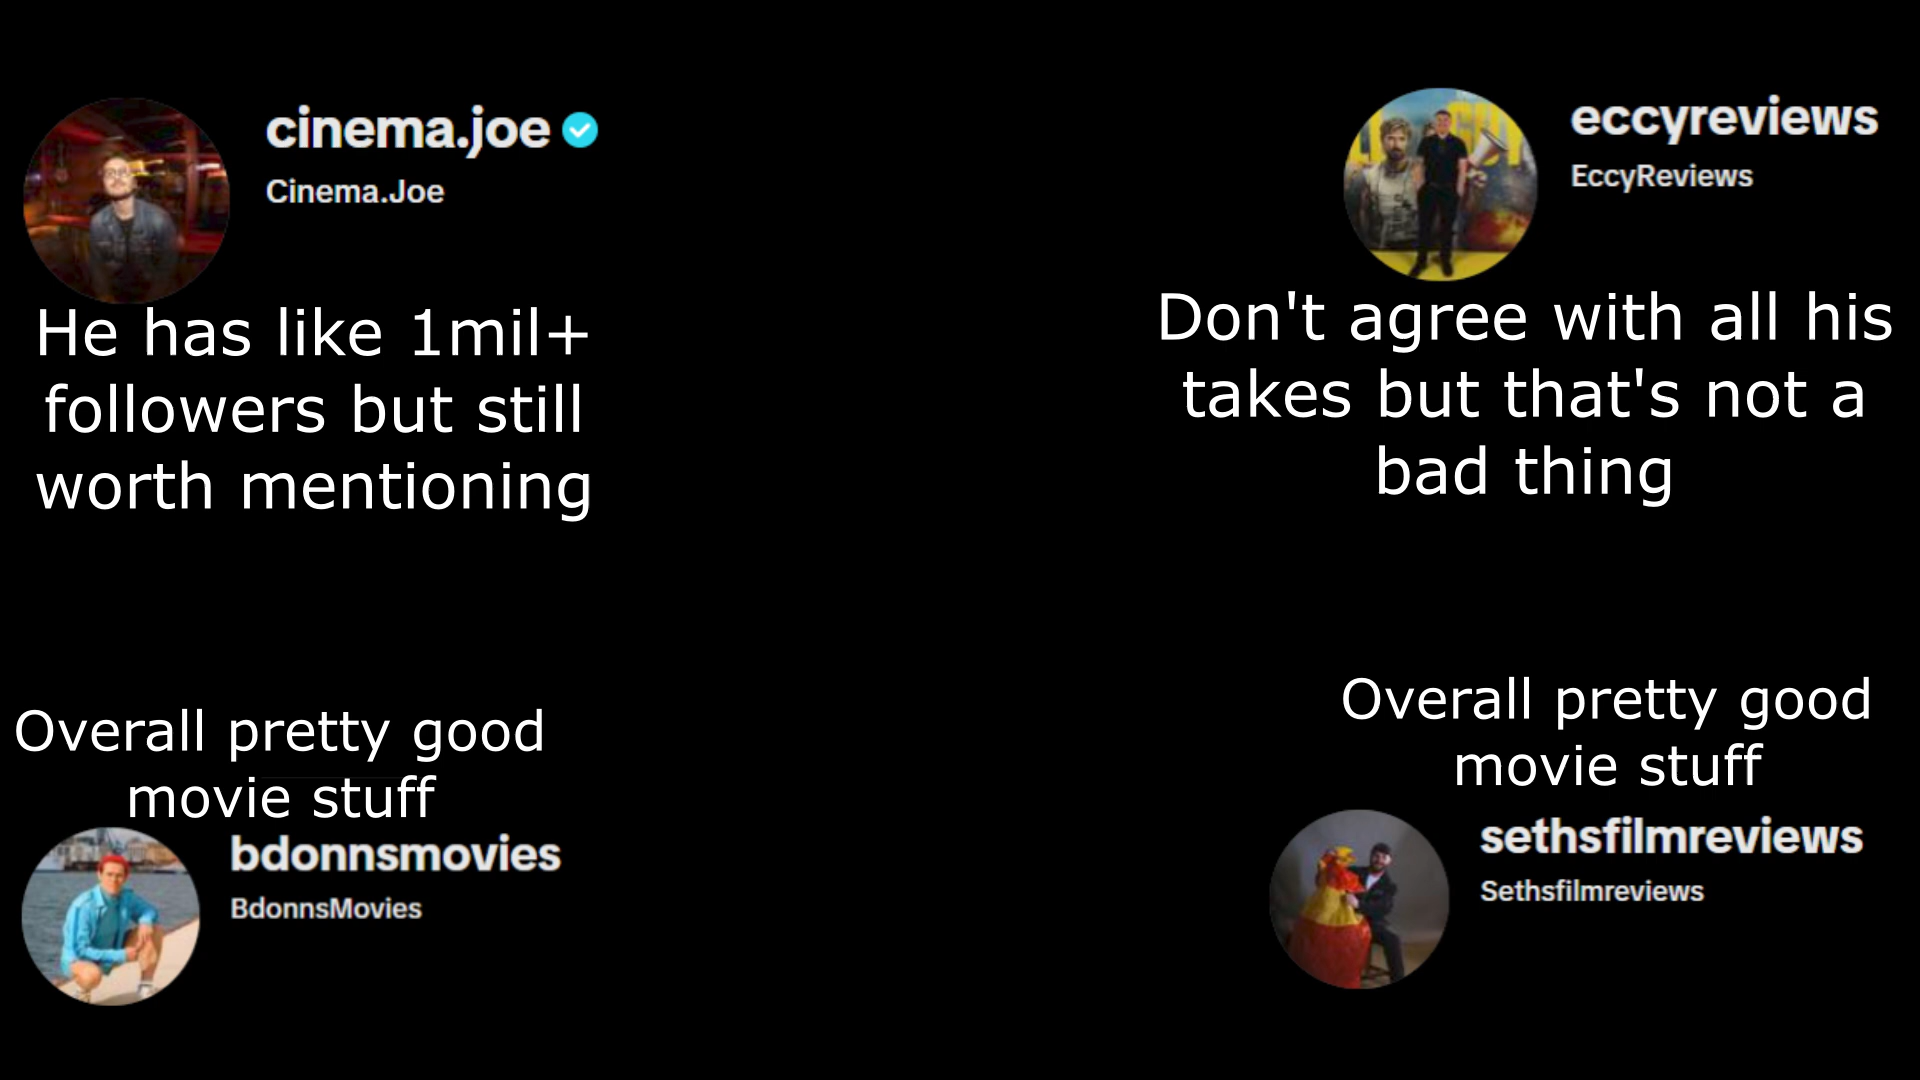 cinema.joe
Cinema.Joe
He has like 1mil+
followers but still
worth mentioning
eccyreviews
EccyReviews
Don't agree with all his
takes but that's not a
bad thing
Overall pretty good
movie stuff
bdonnsmovies
BdonnsMovies
Overall pretty good
movie stuff
sethsfilmreviews
Sethsfilmreviews